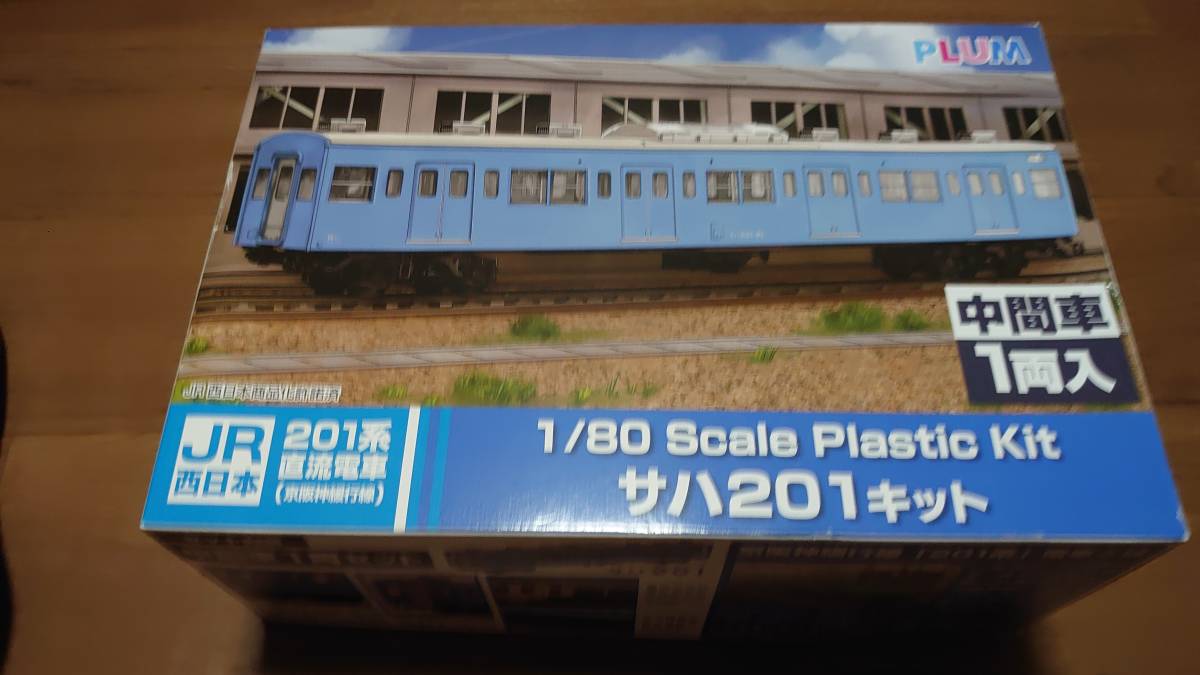 PLUM
中間車
1両入
JR西日本商品化許諾済
JR
西日本
201系
直流電車
(京阪神緩行線)
1/80 Scale Plastic Kit
サハ201キット